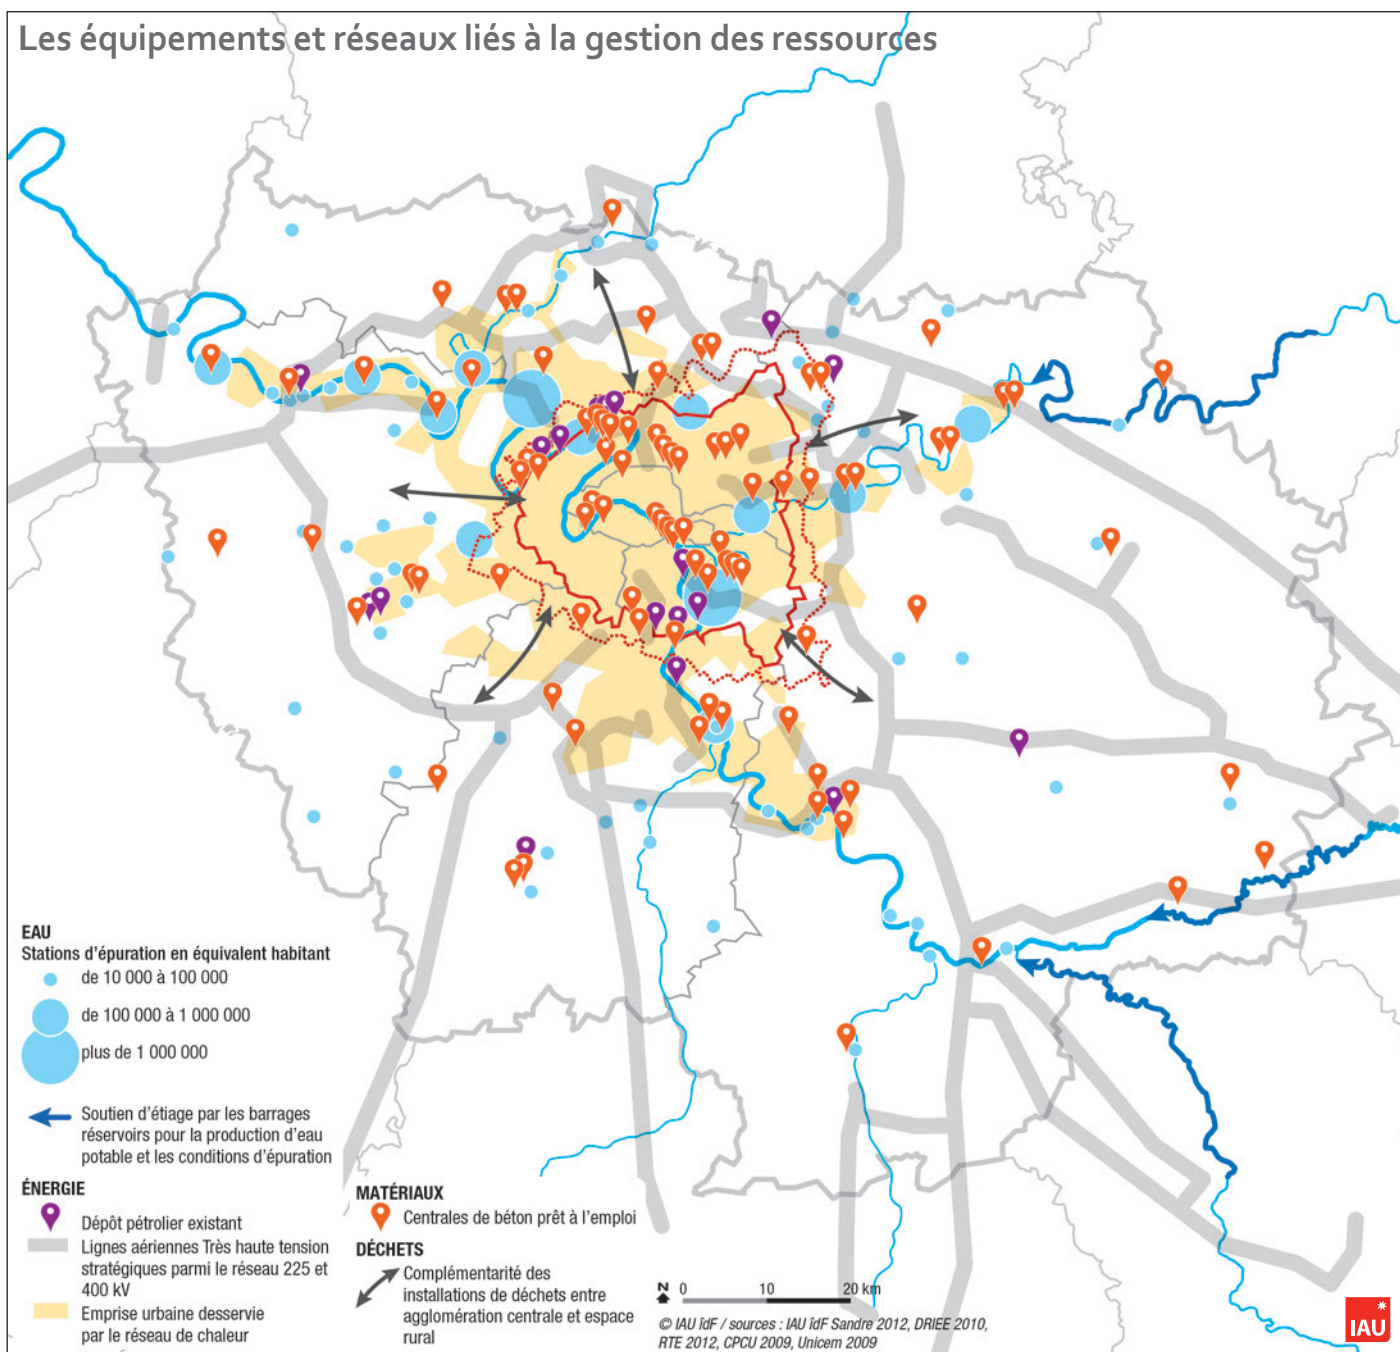 Les équipements et réseaux liés à la gestion des ressources
EAU
Stations d'épuration en équivalent habitant
de 10 000 à 100 000
de 100 000 à 1 000 000
plus de 1 000 000
Soutien d'étiage par les barrages
réservoirs pour la production d'eau
potable et les conditions d'épuration
ÉNERGIE
Dépôt pétrolier existant
Lignes aériennes Très haute tension
stratégiques parmi le réseau 225 et
400 kV
Emprise urbaine desservie
par le réseau de chaleur
MATÉRIAUX
Centrales de béton prêt à l'emploi
DÉCHETS
Complémentarité des
installations de déchets entre
agglomération centrale et espace
rural
N 0 10 20 km
© IAU îdF / sources : IAU îdF Sandre 2012, DRIEE 2010,
RTE 2012, CPCU 2009, Unicem 2009
IAU